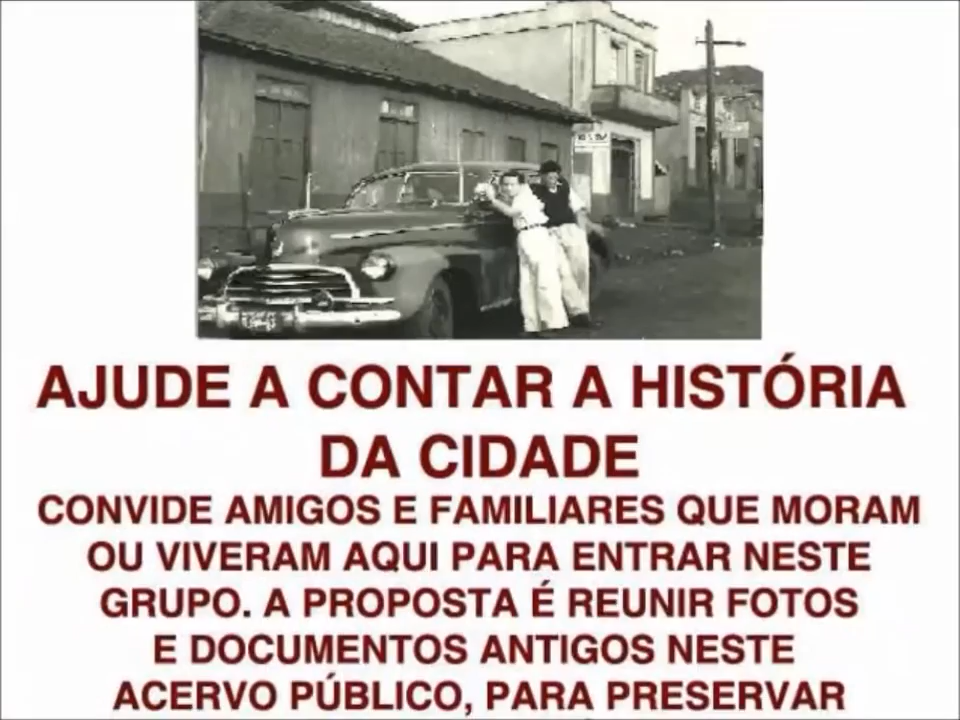 AJUDE A CONTAR A HISTÓRIA
DA CIDADE
CONVIDE AMIGOS E FAMILIARES QUE MORAM
OU VIVERAM AQUI PARA ENTRAR NESTE
GRUPO. A PROPOSTA É REUNIR FOTOS
E DOCUMENTOS ANTIGOS NESTE
ACERVO PÚBLICO, PARA PRESERVAR